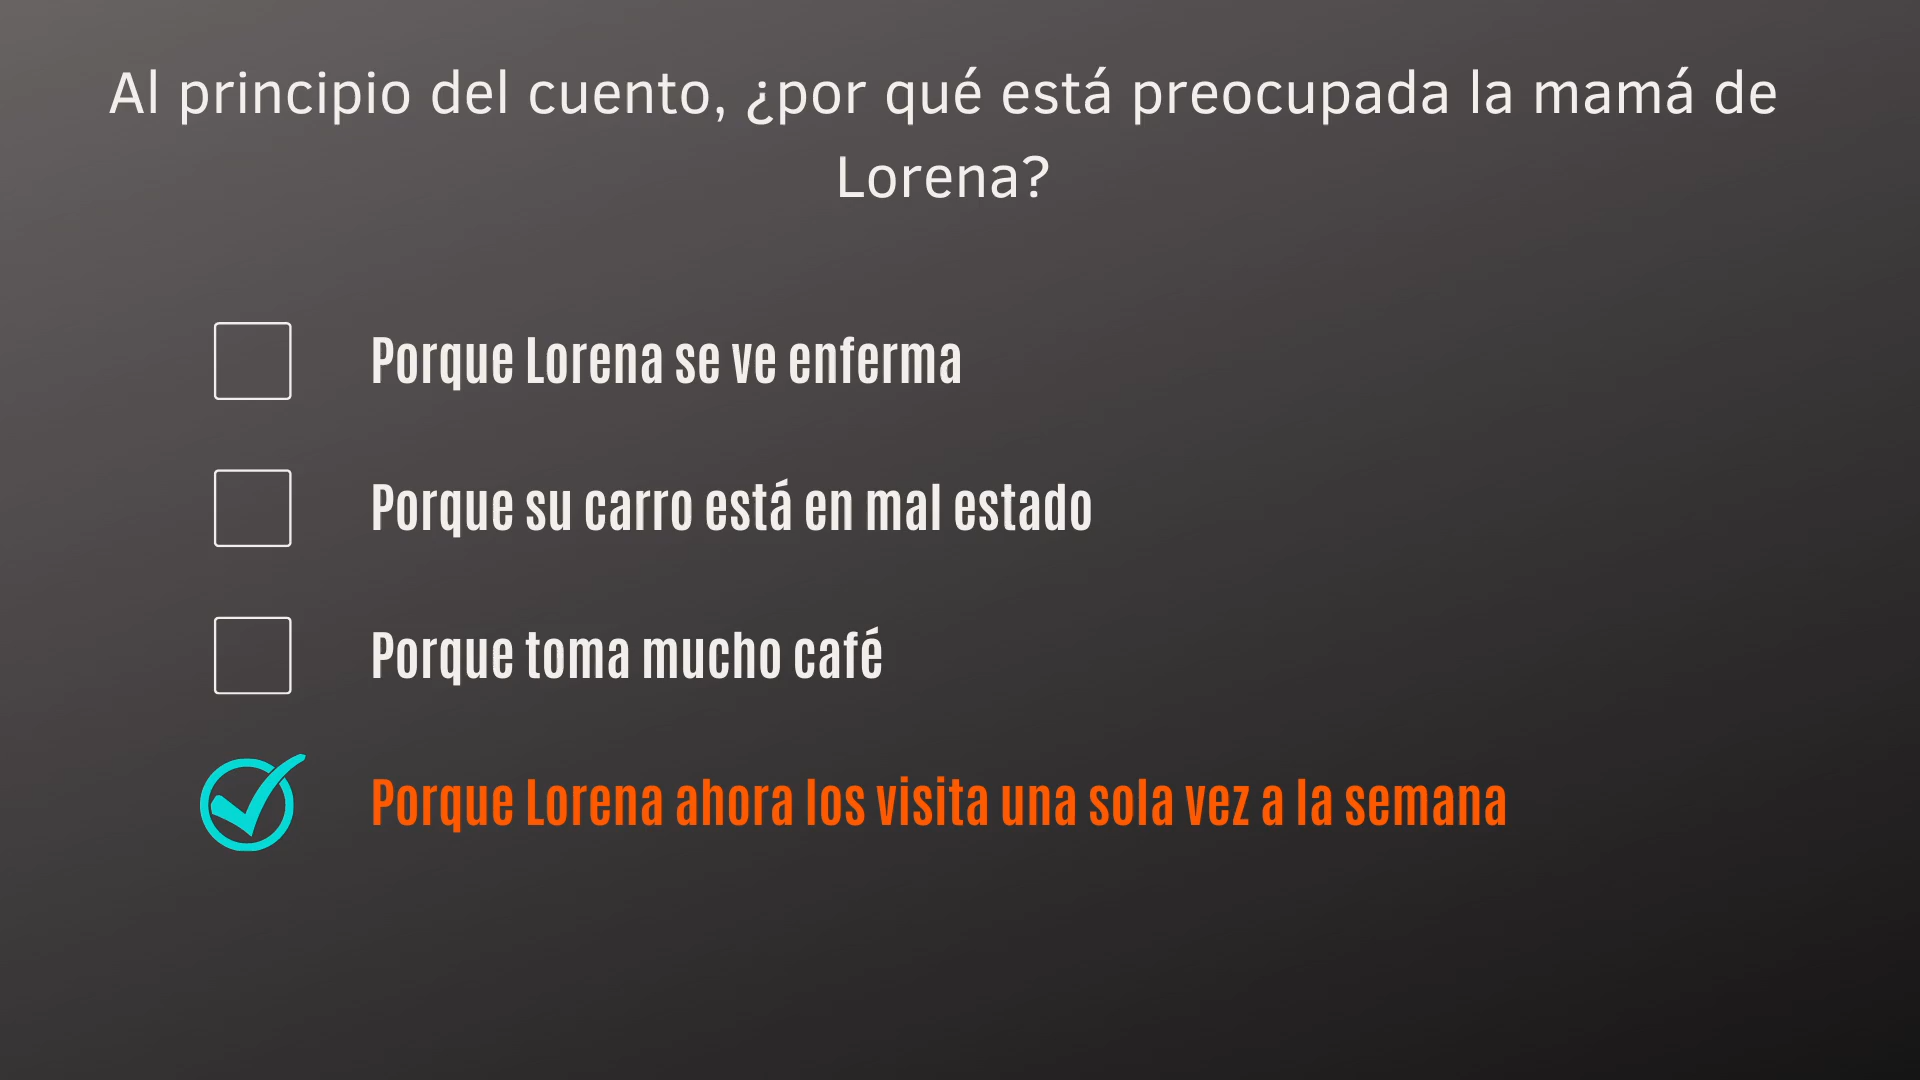 Al principio del cuento, ¿por qué está preocupada la mamá de
Lorena?
Porque Lorena se ve enferma
Porque su carro está en mal estado
Porque toma mucho café
Porque Lorena ahora los visita una sola vez a la semana